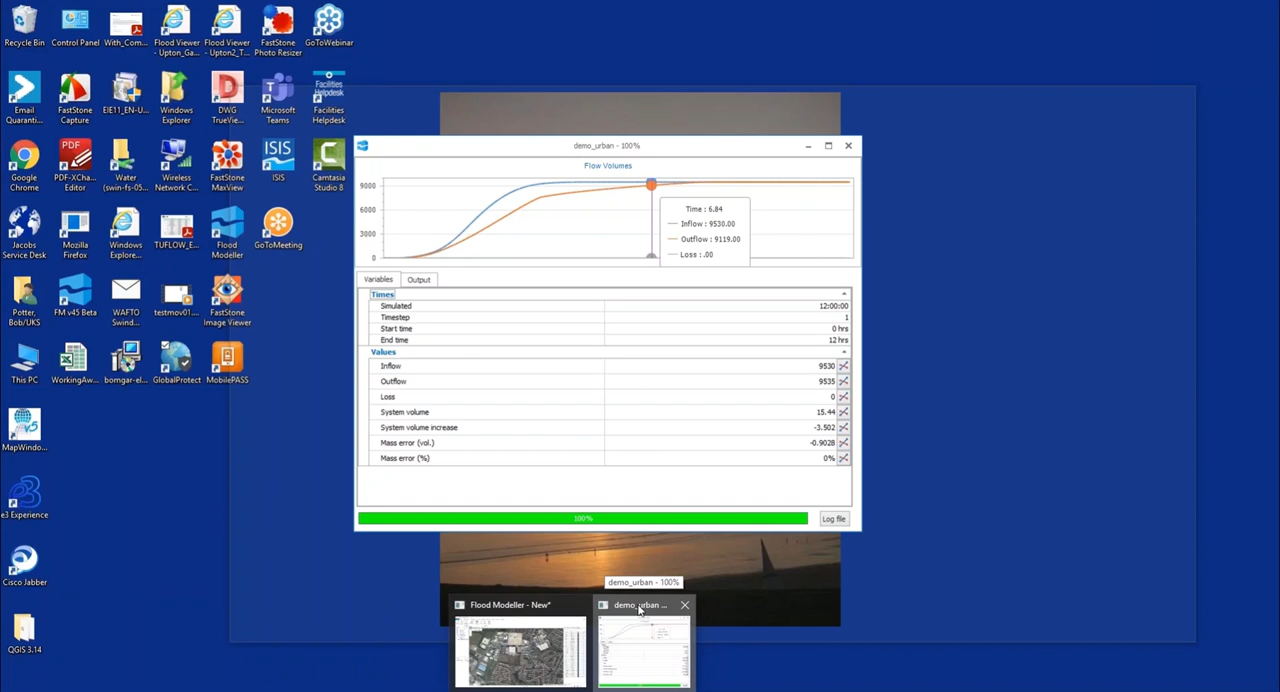 Recycle Bin
Control Panel
With_Com...
Flood Viewer
- Upton_Ga...
Flood Viewer
- Upton2_T...
FastStone
Photo Resizer
GoToWebinar
Email
Quaranti...
FastStone
Capture
EIE11_EN-U...
Windows
Explorer
DWG
TrueVie...
Microsoft
Teams
Facilities
Helpdesk
Facilities
Helpdesk
Google
Chrome
PDF
PDF-XCha...
Editor
Water
(swin-fs-05...
Wireless
Network C...
FastStone
MaxView
ISIS
ISIS
Camtasia
Studio 8
Jacobs
Service Desk
Mozilla
Firefox
Windows
Explore...
TUFLOW_E...
Flood
Modeller
GoToMeeting
Potter,
Bob/UKS
FM v45 Beta
WAFTO
Swind...
testmov01....
FastStone
Image Viewer
This PC
WorkingAw...
bomgar-el...
GlobalProtect
MobilePASS
v5
MapWindo...
e3 Experience
Cisco Jabber
QGIS 3.14
demo_urban - 100%
Flow Volumes
9000
6000
3000
0
Time : 6.84
Inflow : 9530.00
Outflow : 9119.00
Loss : .00
Variables
Output
Times
Simulated 12:00:00
Timestep 1
Start time 0 hrs
End time 12 hrs
Values
Inflow 9530
Outflow 9535
Loss 0
System volume 15.44
System volume increase -3.502
Mass error (vol.) -0.9028
Mass error (%) 0%
100%
Log file
demo_urban - 100%
Flood Modeller - New*
demo_urban ...